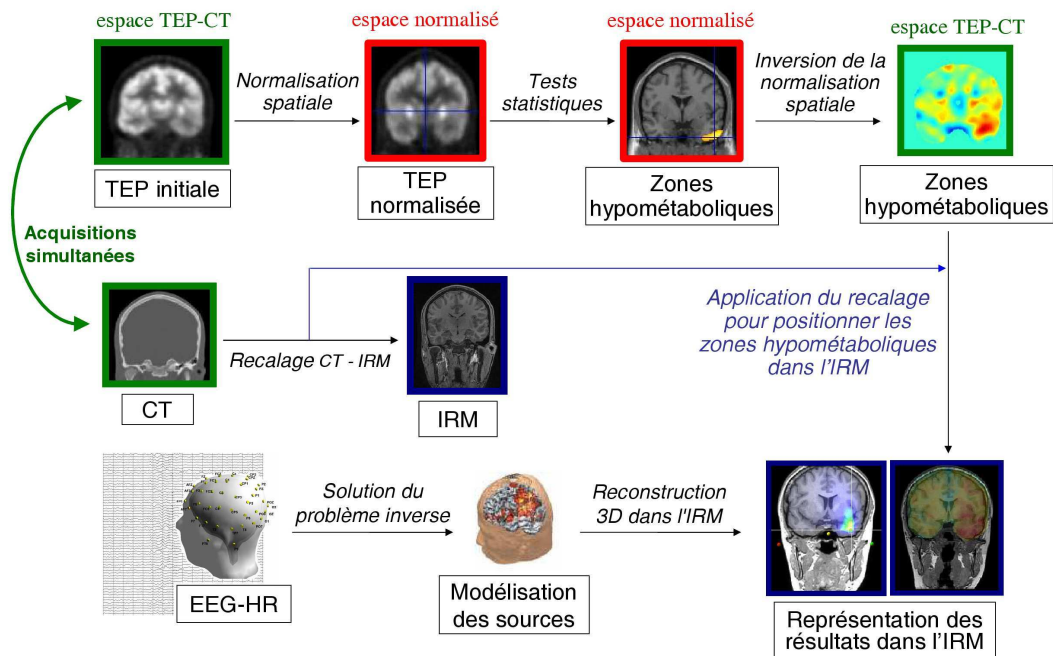 espace TEP-CT
espace normalisé
espace normalisé
espace TEP-CT
Normalisation
spatiale
Tests
statistiques
Inversion de la
normalisation
spatiale
TEP initiale
TEP
normalisée
Zones
hypométaboliques
Zones
hypométaboliques
Acquisitions
simultanées
Recalage CT - IRM
Application du recalage
pour positionner les
zones hypométaboliques
dans l'IRM
CT
IRM
Solution du
problème inverse
Reconstruction
3D dans l'IRM
EEG-HR
Modélisation
des sources
Représentation des
résultats dans l'IRM